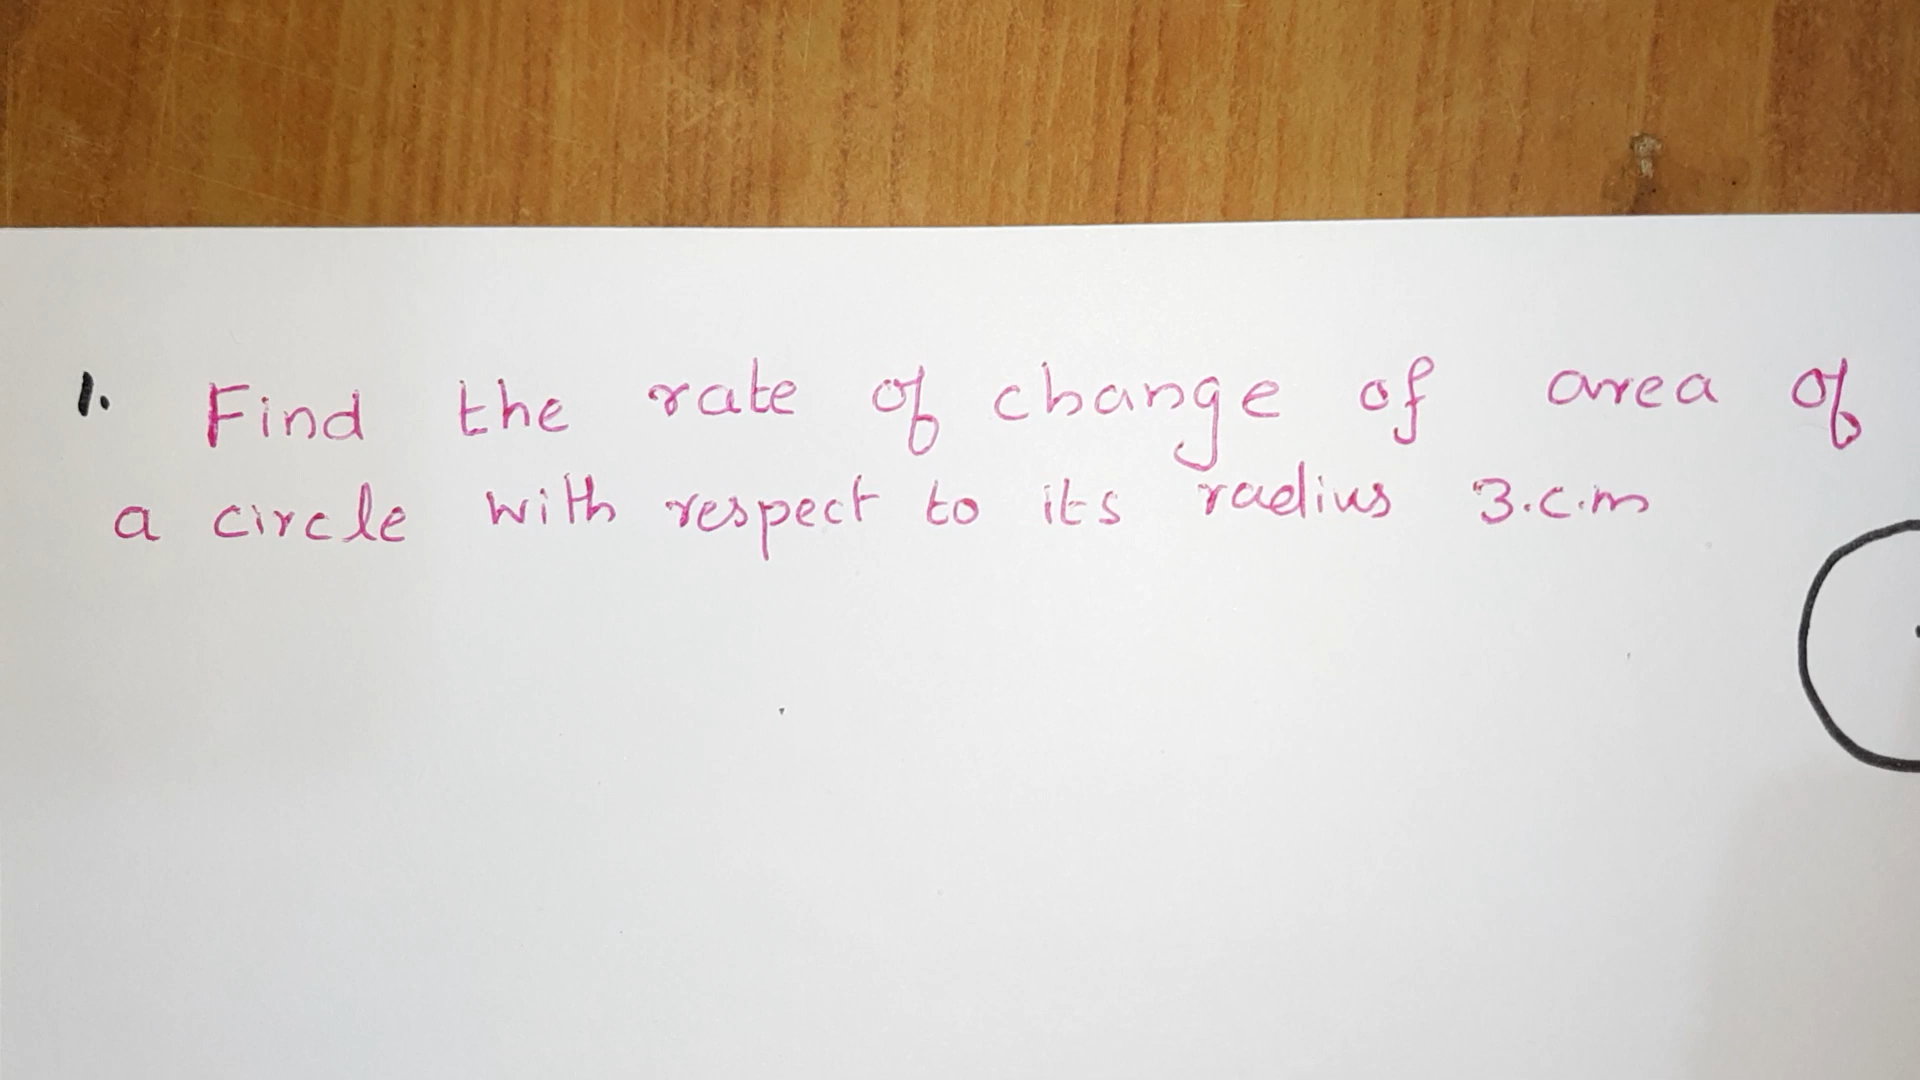 1. Find the rate of change of area of
a circle with respect to its radius 3.c.m